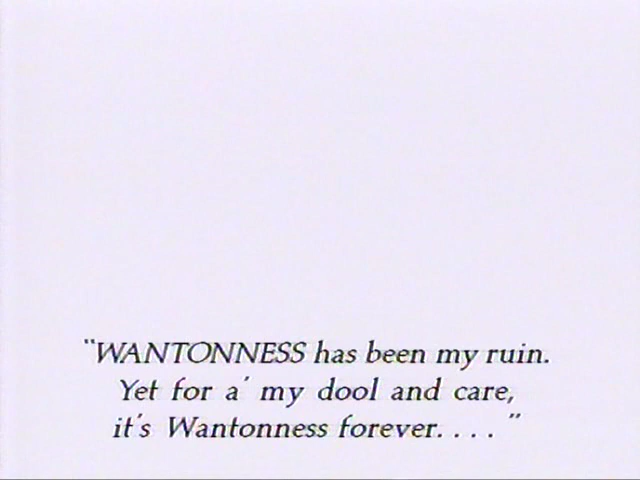 "WANTONNESS has been my ruin.
Yet for a' my dool and care,
it's Wantonness forever. . . . "